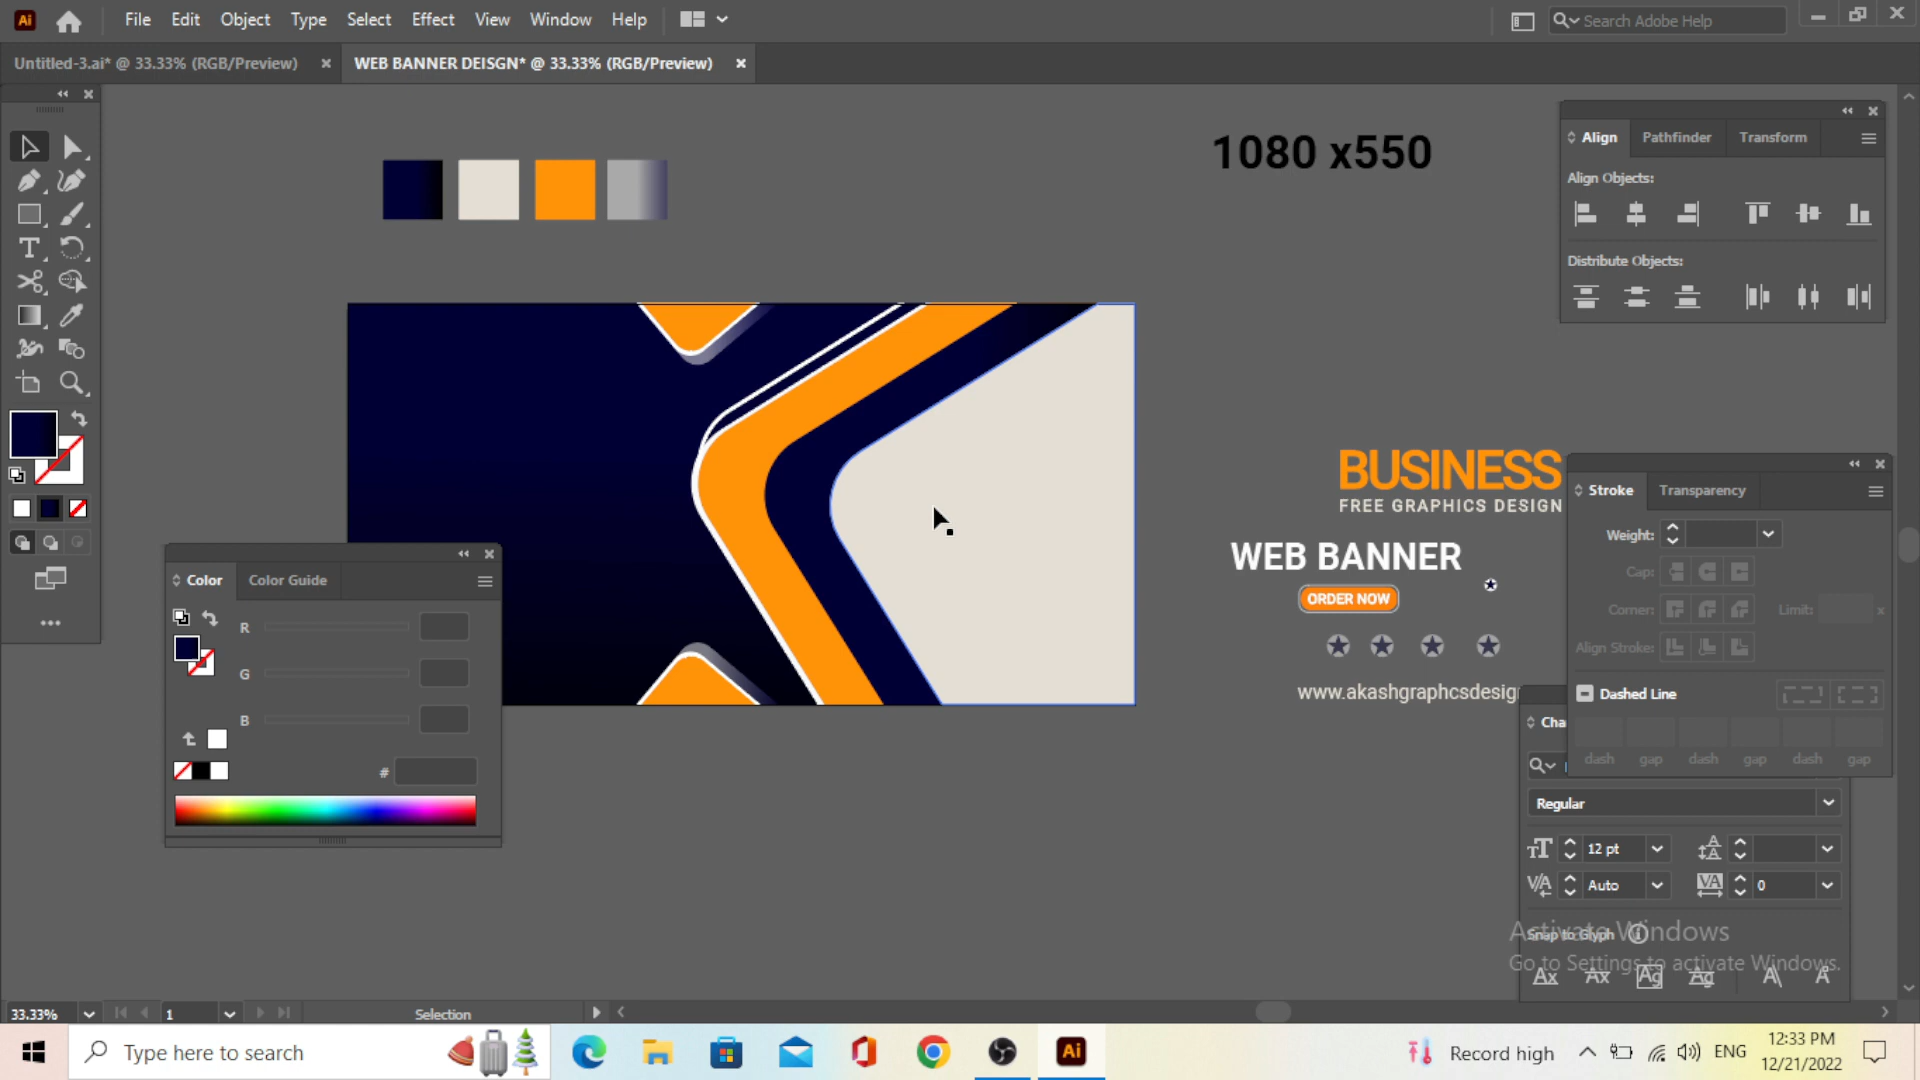 File Edit Object Type Select Effect View Window Help
Search Adobe Help
Untitled-3.ai* @ 33.33% (RGB/Preview)
WEB BANNER DEISGN* @ 33.33% (RGB/Preview)
1080 x550
Align Pathfinder Transform
Align Objects:
Distribute Objects:
BUSINESS
FREE GRAPHICS DESIGN
WEB BANNER
ORDER NOW
www.akashgraphcsdesig
Stroke Transparency
Weight:
Cap:
Corner: Limit: x
Align Stroke:
Dashed Line
dash gap dash gap dash gap
Color Color Guide
R
G
B
#
Cha
Regular
12 pt
Auto 0
Snap to Glyph
Activate Windows
Go to Settings to activate Windows.
33.33% 1 Selection
Type here to search
Ai
Record high ENG
12:33 PM
12/21/2022